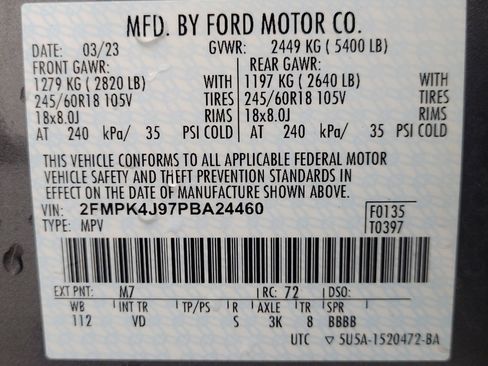 MFD. BY FORD MOTOR CO.
DATE: 03/23 GVWR: 2449 KG ( 5400 LB)
FRONT GAWR: REAR GAWR:
1279 KG ( 2820 LB) WITH 1197 KG ( 2640 LB) WITH
245/60R18 105V TIRES 245/60R18 105V TIRES
18x8.0J RIMS 18x8.0J RIMS
AT 240 kPa/ 35 PSI COLD AT 240 kPa/ 35 PSI COLD
THIS VEHICLE CONFORMS TO ALL APPLICABLE FEDERAL MOTOR
VEHICLE SAFETY AND THEFT PREVENTION STANDARDS IN
EFFECT ON THE DATE OF MANUFACTURE SHOWN ABOVE.
VIN: 2FMPK4J97PBA24460 F0135
TYPE: MPV T0397
EXT PNT: M7 RC: 72 DSO:
WB INT TR TP/PS R AXLE TR SPR
112 VD S 3K 8 BBBB
UTC ▽ 5U5A-1520472-BA